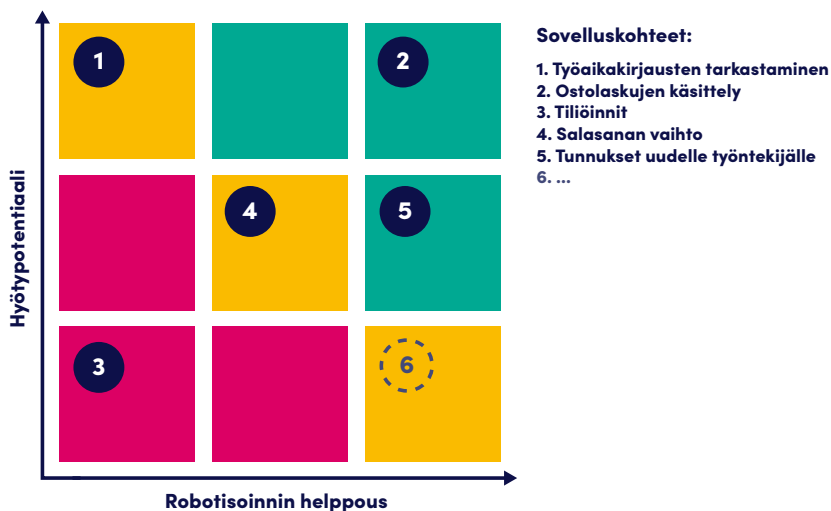 1
2
4
5
3
6
Hyötypotentiaali
Robotisoinnin helppous
Sovelluskohteet:
1. Työaikakirjausten tarkastaminen
2. Ostolaskujen käsittely
3. Tiliöinnit
4. Salasanan vaihto
5. Tunnukset uudelle työntekijälle
6. ...